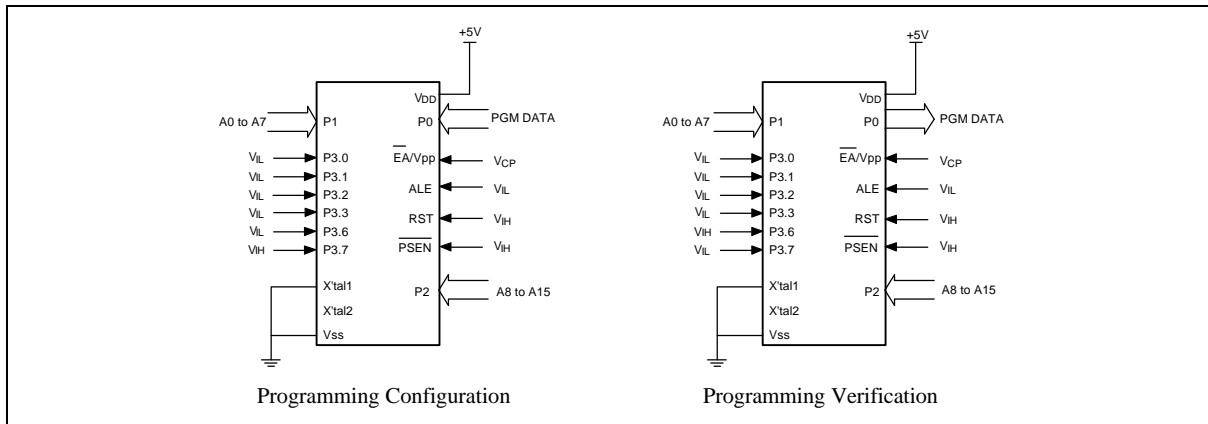 +5V
VDD
A0 to A7
P1
P0
PGM DATA
VIL
P3.0
EA/Vpp
VCP
VIL
P3.1
VIL
P3.2
ALE
VIL
VIL
P3.3
RST
VIH
VIL
P3.6
VIH
P3.7
PSEN
VIH
X'tal1
P2
A8 to A15
X'tal2
Vss
Programming Configuration
+5V
VDD
A0 to A7
P1
P0
PGM DATA
VIL
P3.0
EA/Vpp
VCP
VIL
P3.1
VIL
P3.2
ALE
VIL
VIL
P3.3
RST
VIH
VIH
P3.6
VIL
P3.7
PSEN
VIH
X'tal1
P2
A8 to A15
X'tal2
Vss
Programming Verification